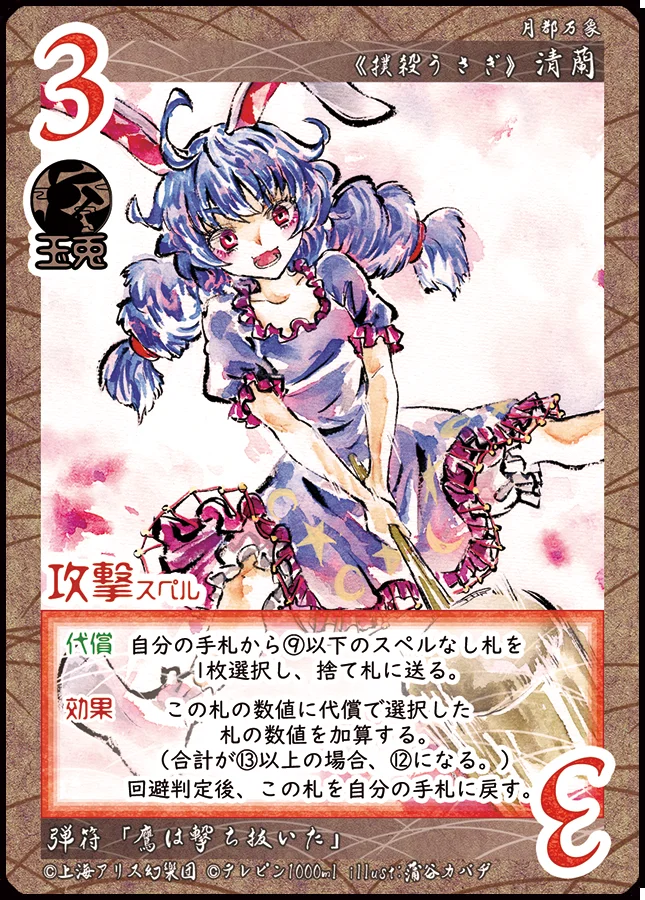 3
月都万象
《撲殺うさぎ》 清蘭
玉兎
攻撃スペル
代償 自分の手札から⑨以下のスペルなし札を
1枚選択し、捨て札に送る。
効果 この札の数値に代償で選択した
札の数値を加算する。
(合計が⑬以上の場合、⑫になる。)
回避判定後、この札を自分の手札に戻す。
3
弾符「鷹は撃ち抜いた」
©上海アリス幻樂団 ©テレピン1000ml illust:蒲谷カバヂ